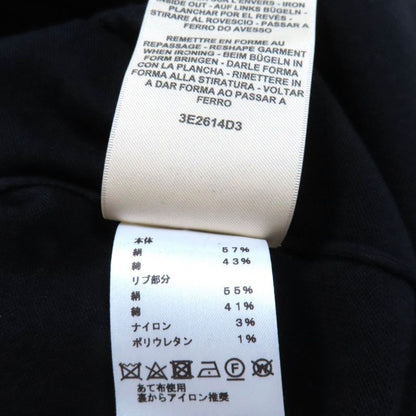 SUR L'ENVERS - IRON
INSIDE OUT - AUF LINKS BÜGELN -
PLANCHAR POR EL REVÉS -
STIRARE AL ROVESCIO - PASSAR
DO AVESSO
REMETTRE EN FORME AU
REPASSAGE - RESHAPE GARMENT
WHEN IRONING - BEIM BÜGELN IN
FORM BRINGEN - DARLE FORMA
CON LA PLANCHA - RIMETTERE IN
FORMA ALLA STIRATURA - VOLTAR
A DAR FORMA AO PASSAR A
FERRO
3E2614D3
本体
絹 57%
綿 43%
リブ部分
絹 55%
綿 41%
ナイロン 3%
ポリウレタン 1%
あて布使用
裏からアイロン推奨